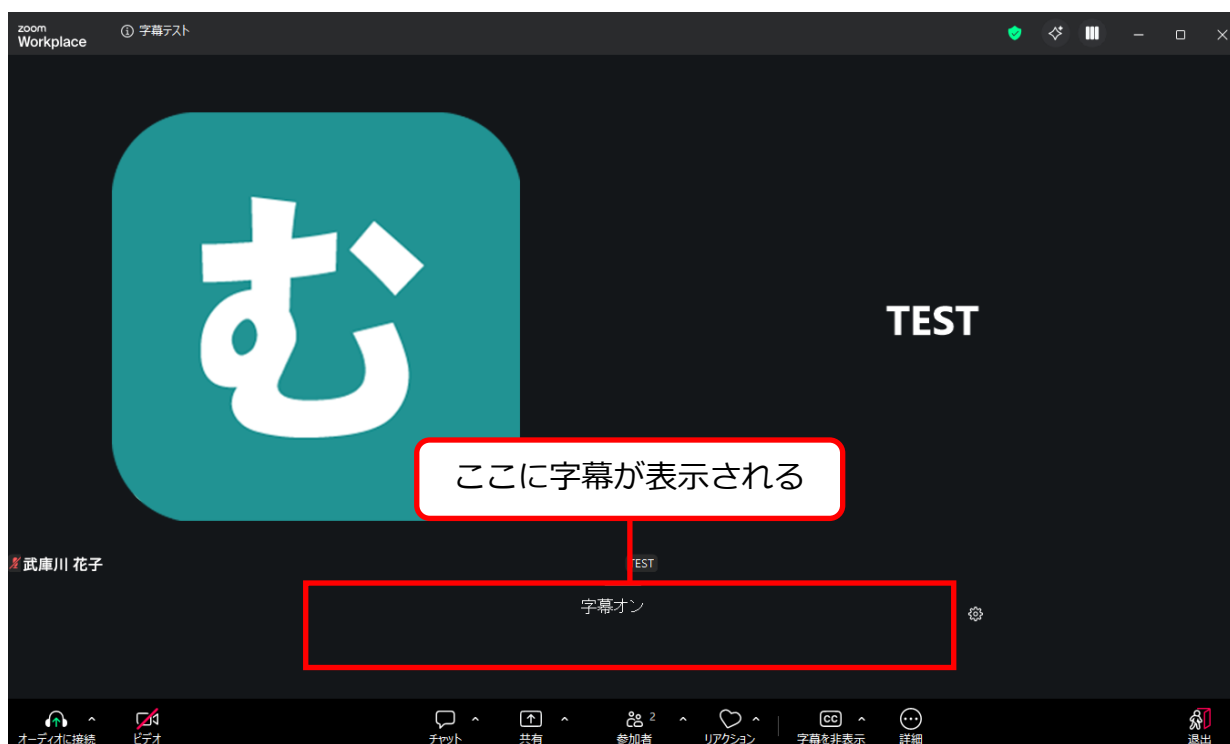 zoom
Workplace
字幕テスト
む
TEST
ここに字幕が表示される
武庫川 花子
TEST
字幕オン
オーディオに接続
ビデオ
チャット
共有
2
参加者
リアクション
CC
字幕を非表示
詳細
退出